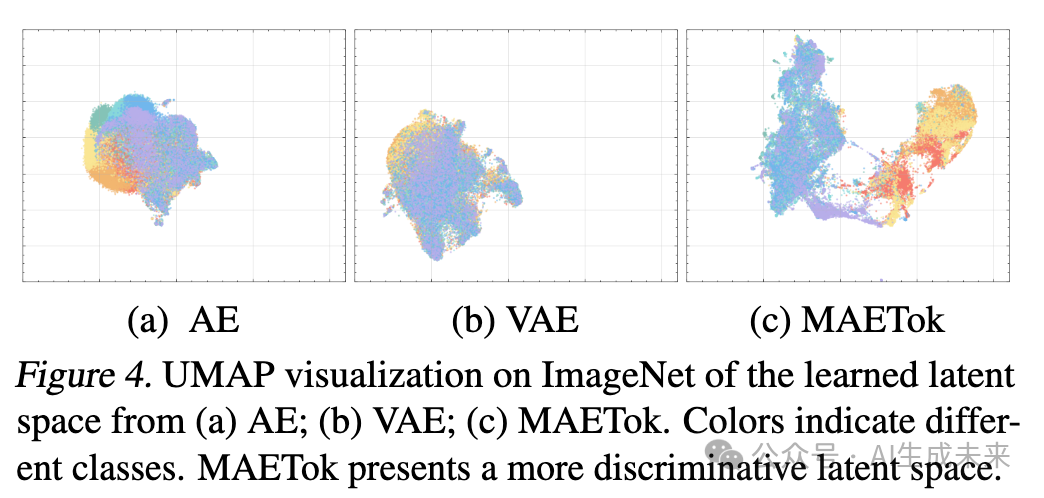 (a) AE
(b) VAE
(c) MAETok
Figure 4. UMAP visualization on ImageNet of the learned latent
space from (a) AE; (b) VAE; (c) MAETok. Colors indicate differ-
ent classes. MAETok presents a more discriminative latent space.
公众号 · AI生成未来